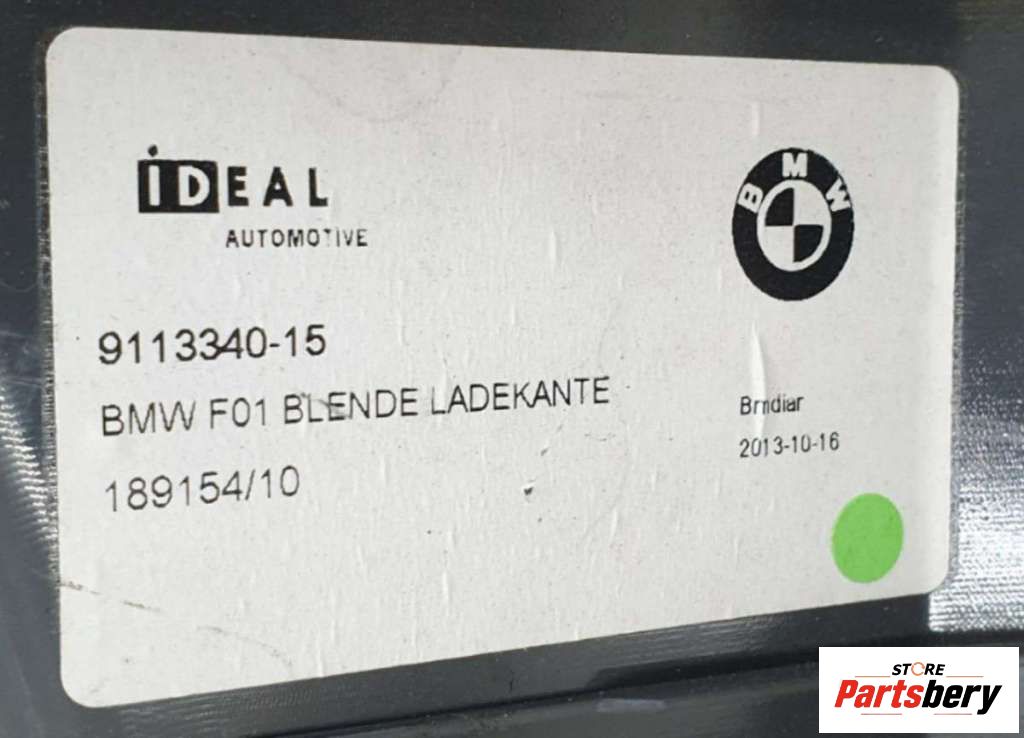 iDEAL
AUTOMOTIVE
BMW
9113340-15
BMW F01 BLENDE LADEKANTE
189154/10
Brndiar
2013-10-16
STORE
Partsbery